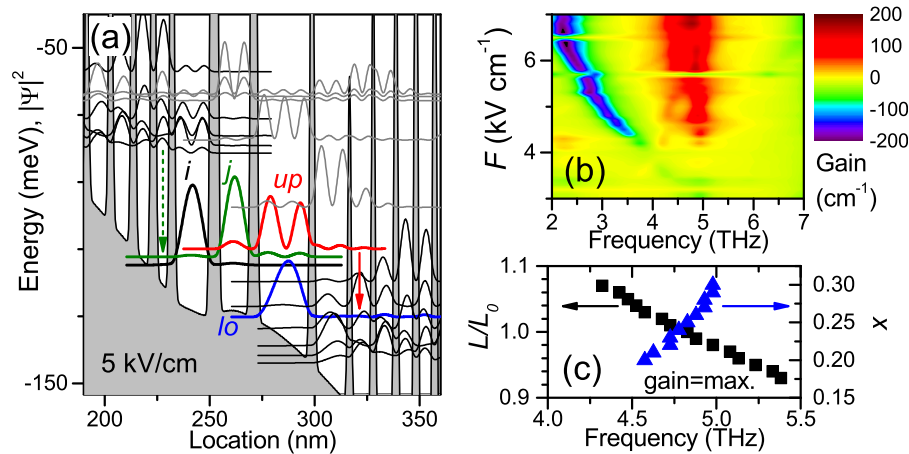 (a)
-50
-150
Energy (meV), |Ψ|²
i
j
up
lo
5 kV/cm
200
250
300
350
Location (nm)
(b)
6
4
F (kV cm⁻¹)
2
3
4
5
6
7
Frequency (THz)
200
100
0
-100
-200
Gain
(cm⁻¹)
(c)
1.1
1.0
0.9
L/L₀
0.30
0.25
0.20
0.15
x
gain=max.
4.0
4.5
5.0
5.5
Frequency (THz)